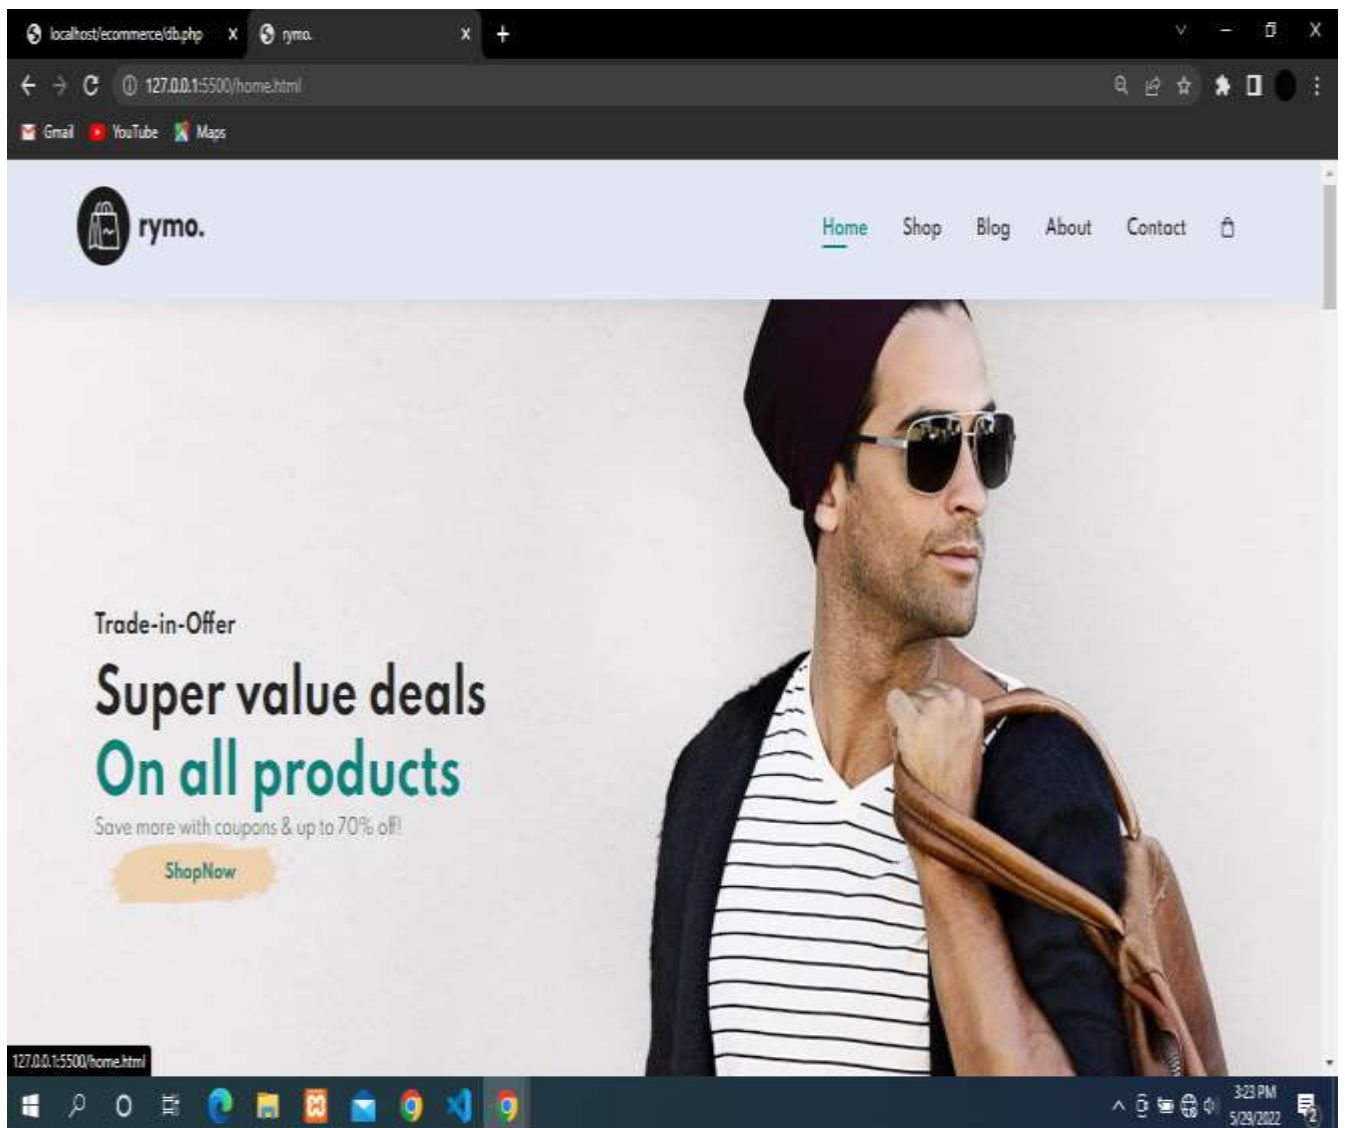 localhost/ecommerce/db.php
rymo.
127.0.0.1:5500/home.html
Gmail YouTube Maps
rymo.
Home Shop Blog About Contact
Trade-in-Offer
Super value deals
On all products
Save more with coupons & up to 70% off!
ShopNow
127.0.0.1:5500/home.html
3:23 PM
5/29/2022
2